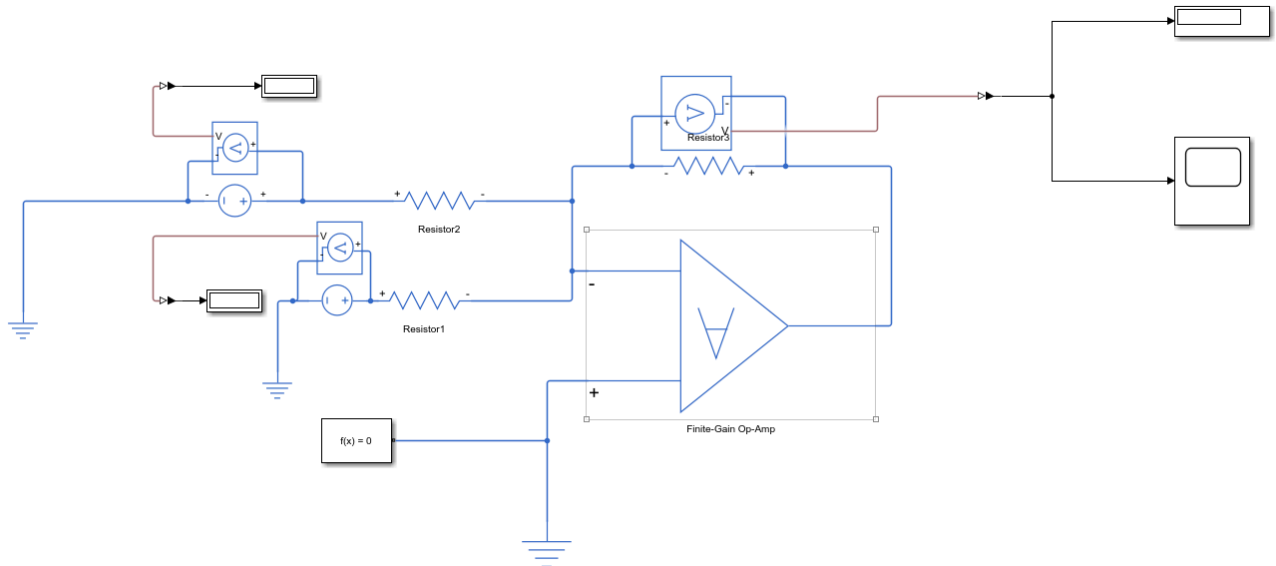 V
+
-
- +
+ -
Resistor2
V
+
-
- +
+ -
Resistor1
+
-
V
Resistor3
- +
-
+
Finite-Gain Op-Amp
f(x) = 0